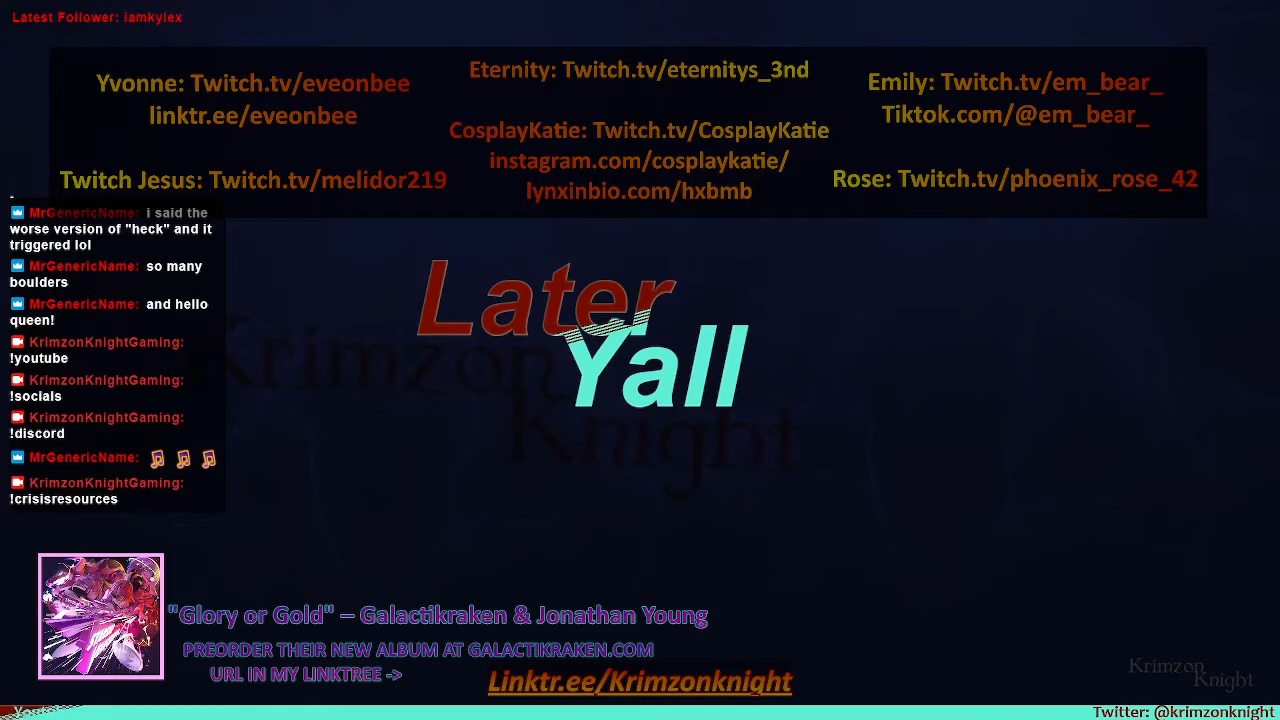 Latest Follower: iamkylex
Yvonne: Twitch.tv/eveonbee
linktr.ee/eveonbee
Twitch Jesus: Twitch.tv/melidor219
Eternity: Twitch.tv/eternitys_3nd
CosplayKatie: Twitch.tv/CosplayKatie
instagram.com/cosplaykatie/
lynxinbio.com/hxbmb
Emily: Twitch.tv/em_bear_
Tiktok.com/@em_bear_
Rose: Twitch.tv/phoenix_rose_42
MrGenericName: i said the
worse version of "heck" and it
triggered lol
MrGenericName: so many
boulders
MrGenericName: and hello
queen!
KrimzonKnightGaming:
!youtube
KrimzonKnightGaming:
!socials
KrimzonKnightGaming:
!discord
MrGenericName:
KrimzonKnightGaming:
!crisisresources
Later
Yall
Krimzon
Knight
"Glory or Gold" – Galactikraken & Jonathan Young
PREORDER THEIR NEW ALBUM AT GALACTIKRAKEN.COM
URL IN MY LINKTREE ->
Linktr.ee/Krimzonknight
Krimzon
Knight
Twitter: @krimzonknight